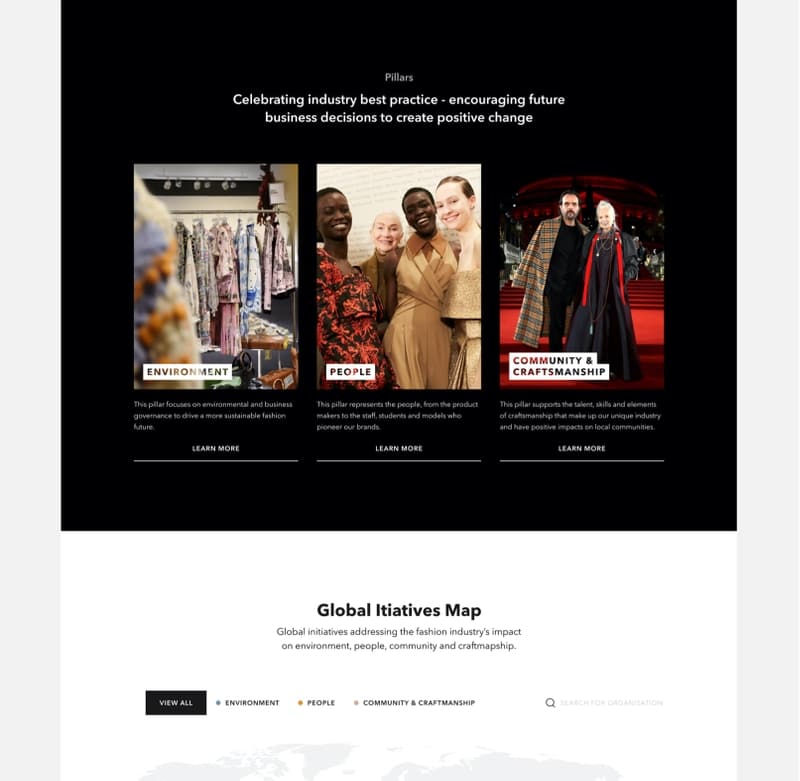 Pillars
Celebrating industry best practice - encouraging future
business decisions to create positive change
ENVIRONMENT
This pillar focuses on environmental and business
governance to drive a more sustainable fashion
future.
LEARN MORE
PEOPLE
This pillar represents the people, from the product
makers to the staff, students and models who
pioneer our brands.
LEARN MORE
COMMUNITY &
CRAFTSMANSHIP
This pillar supports the talent, skills and elements
of craftsmanship that make up our unique industry
and have positive impacts on local communities.
LEARN MORE
Global Itiatives Map
Global initiatives addressing the fashion industry's impact
on environment, people, community and craftmapship.
VIEW ALL
ENVIRONMENT
PEOPLE
COMMUNITY & CRAFTMANSHIP
SEARCH FOR ORGANISATION